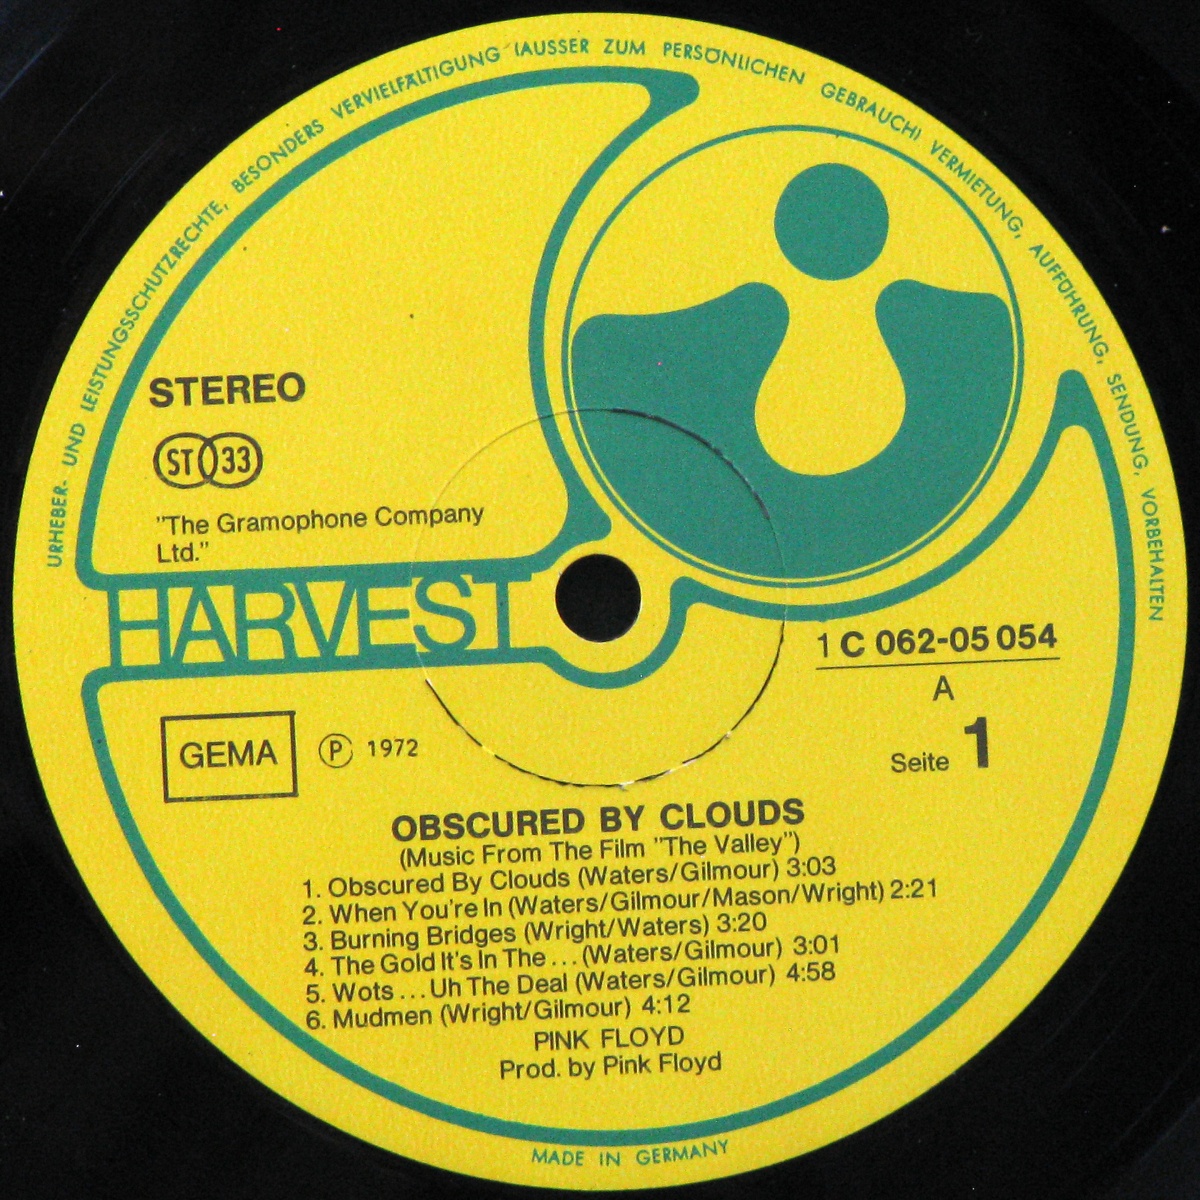 URHEBER- UND LEISTUNGSSCHUTZRECHTE, BESONDERS VERVIELFÄLTIGUNG (AUSSER ZUM PERSÖNLICHEN GEBRAUCH) VERMIETUNG, AUFFÜHRUNG, SENDUNG, VORBEHALTEN
STEREO
ST 33
"The Gramophone Company
Ltd."
HARVEST
1 C 062-05 054
A
Seite 1
GEMA
Ⓟ 1972
OBSCURED BY CLOUDS
(Music From The Film "The Valley")
1. Obscured By Clouds (Waters/Gilmour) 3:03
2. When You're In (Waters/Gilmour/Mason/Wright) 2:21
3. Burning Bridges (Wright/Waters) 3:20
4. The Gold It's In The ... (Waters/Gilmour) 3:01
5. Wots ... Uh The Deal (Waters/Gilmour) 4:58
6. Mudmen (Wright/Gilmour) 4:12
PINK FLOYD
Prod. by Pink Floyd
MADE IN GERMANY